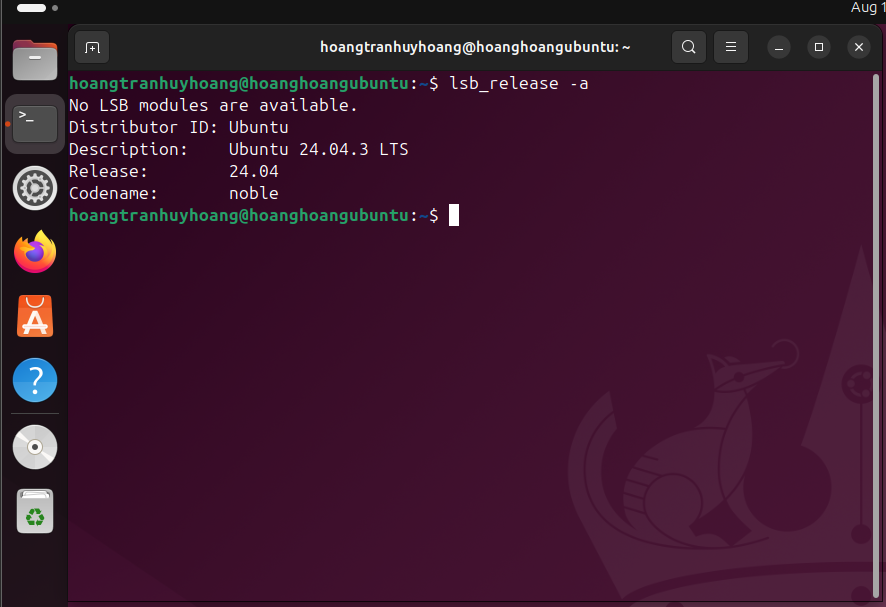 Aug 1
hoangtranhuyhoang@hoanghoangubuntu: ~
hoangtranhuyhoang@hoanghoangubuntu:~$ lsb_release -a
No LSB modules are available.
Distributor ID: Ubuntu
Description:    Ubuntu 24.04.3 LTS
Release:        24.04
Codename:       noble
hoangtranhuyhoang@hoanghoangubuntu:~$